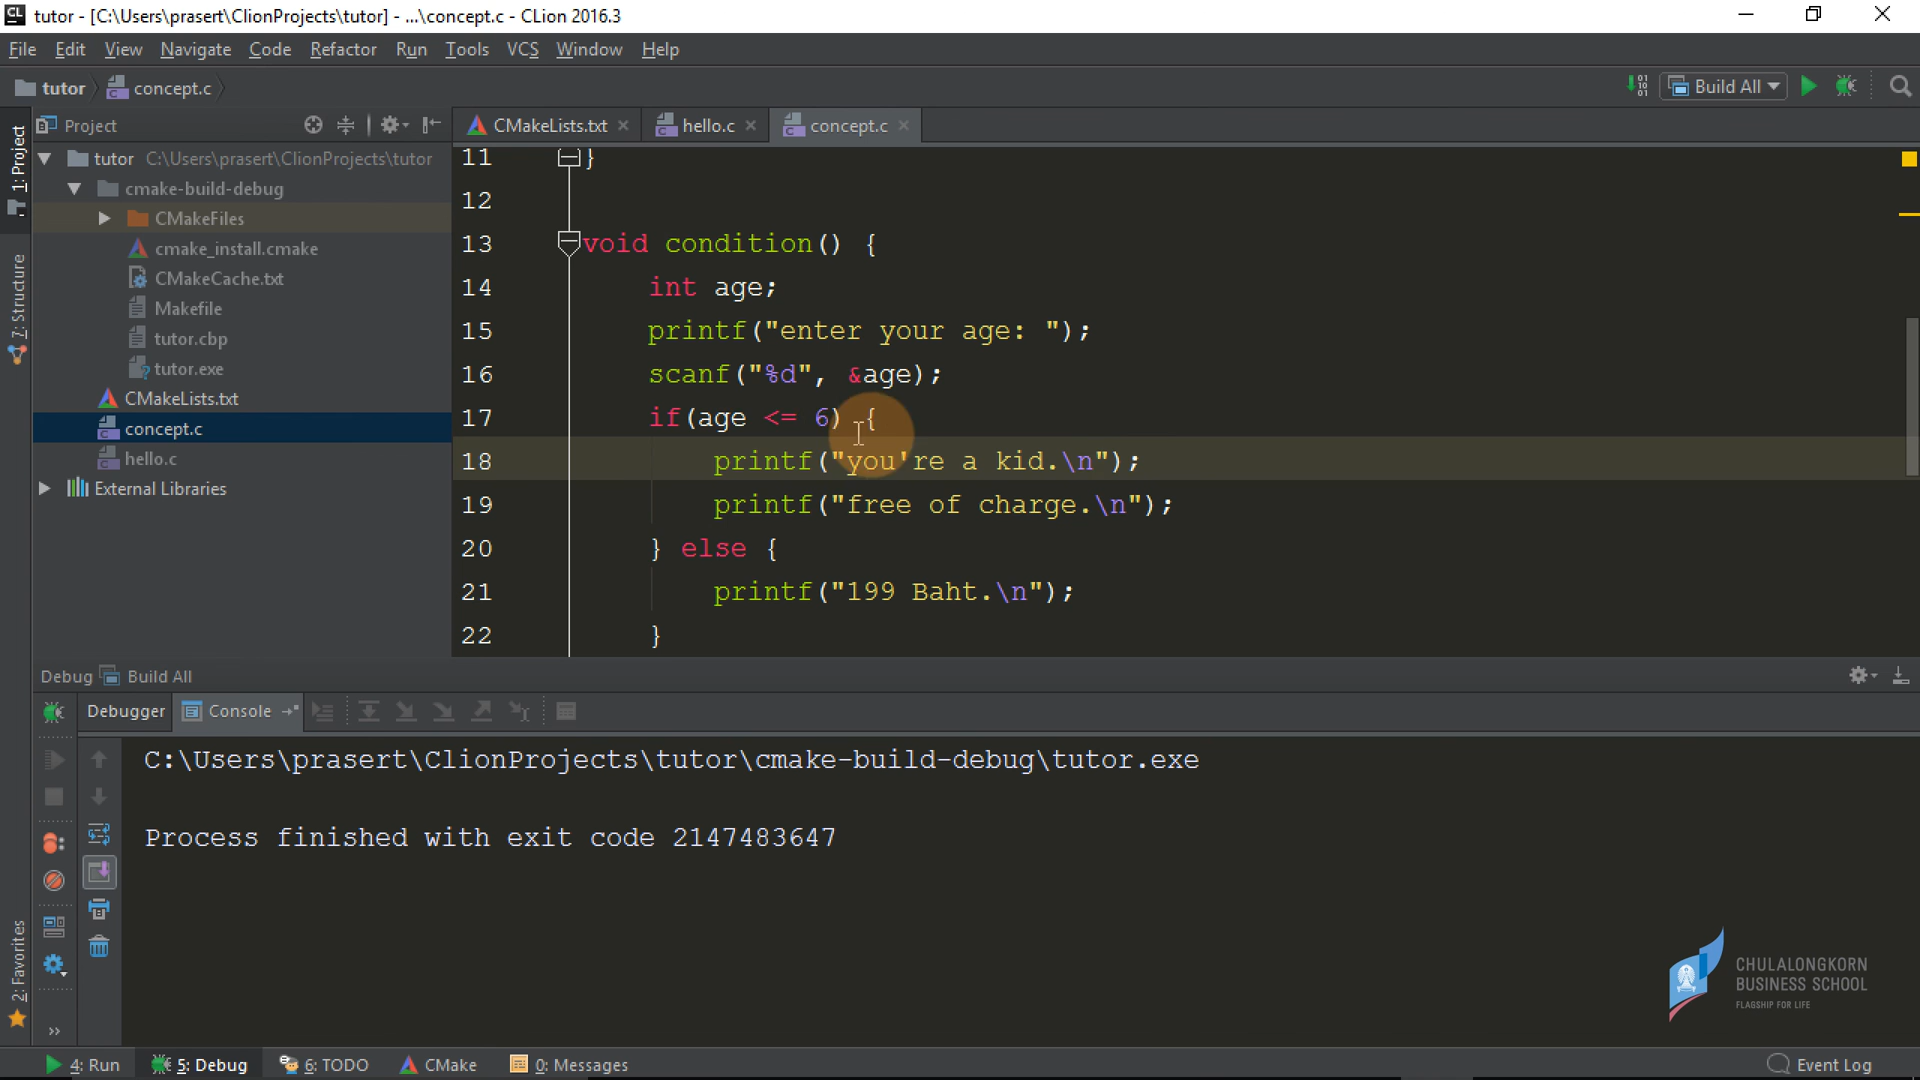 tutor - [C:\Users\prasert\ClionProjects\tutor] - ...\concept.c - CLion 2016.3
File Edit View Navigate Code Refactor Run Tools VCS Window Help
tutor concept.c Build All
1: Project
7: Structure
2: Favorites
Project
tutor C:\Users\prasert\ClionProjects\tutor
cmake-build-debug
CMakeFiles
cmake_install.cmake
CMakeCache.txt
Makefile
tutor.cbp
tutor.exe
CMakeLists.txt
concept.c
hello.c
External Libraries
CMakeLists.txt hello.c concept.c
11 }
12
13 void condition() {
14 int age;
15 printf("enter your age: ");
16 scanf("%d", &age);
17 if(age <= 6) {
18 printf("you're a kid.\n");
19 printf("free of charge.\n");
20 } else {
21 printf("199 Baht.\n");
22 }
Debug Build All
Debugger Console
C:\Users\prasert\ClionProjects\tutor\cmake-build-debug\tutor.exe
Process finished with exit code 2147483647
CHULALONGKORN
BUSINESS SCHOOL
FLAGSHIP FOR LIFE
4: Run 5: Debug 6: TODO CMake 0: Messages Event Log